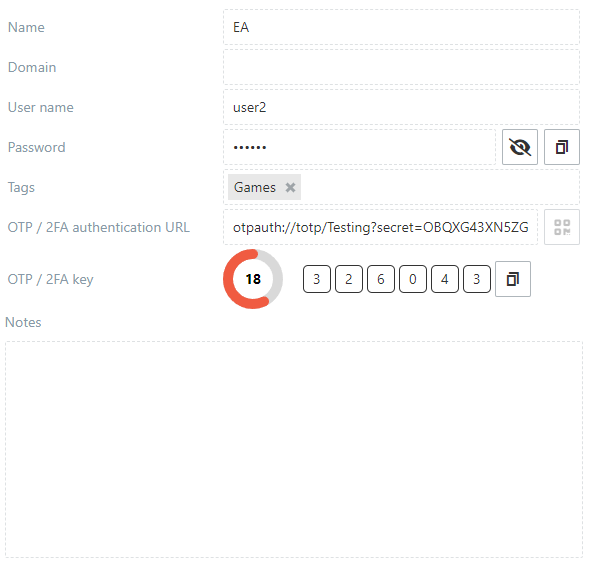 Name EA
Domain
User name user2
Password ••••••
Tags Games ✖
OTP / 2FA authentication URL otpauth://totp/Testing?secret=OBQXG43XN5ZG
OTP / 2FA key 18 3 2 6 0 4 3
Notes